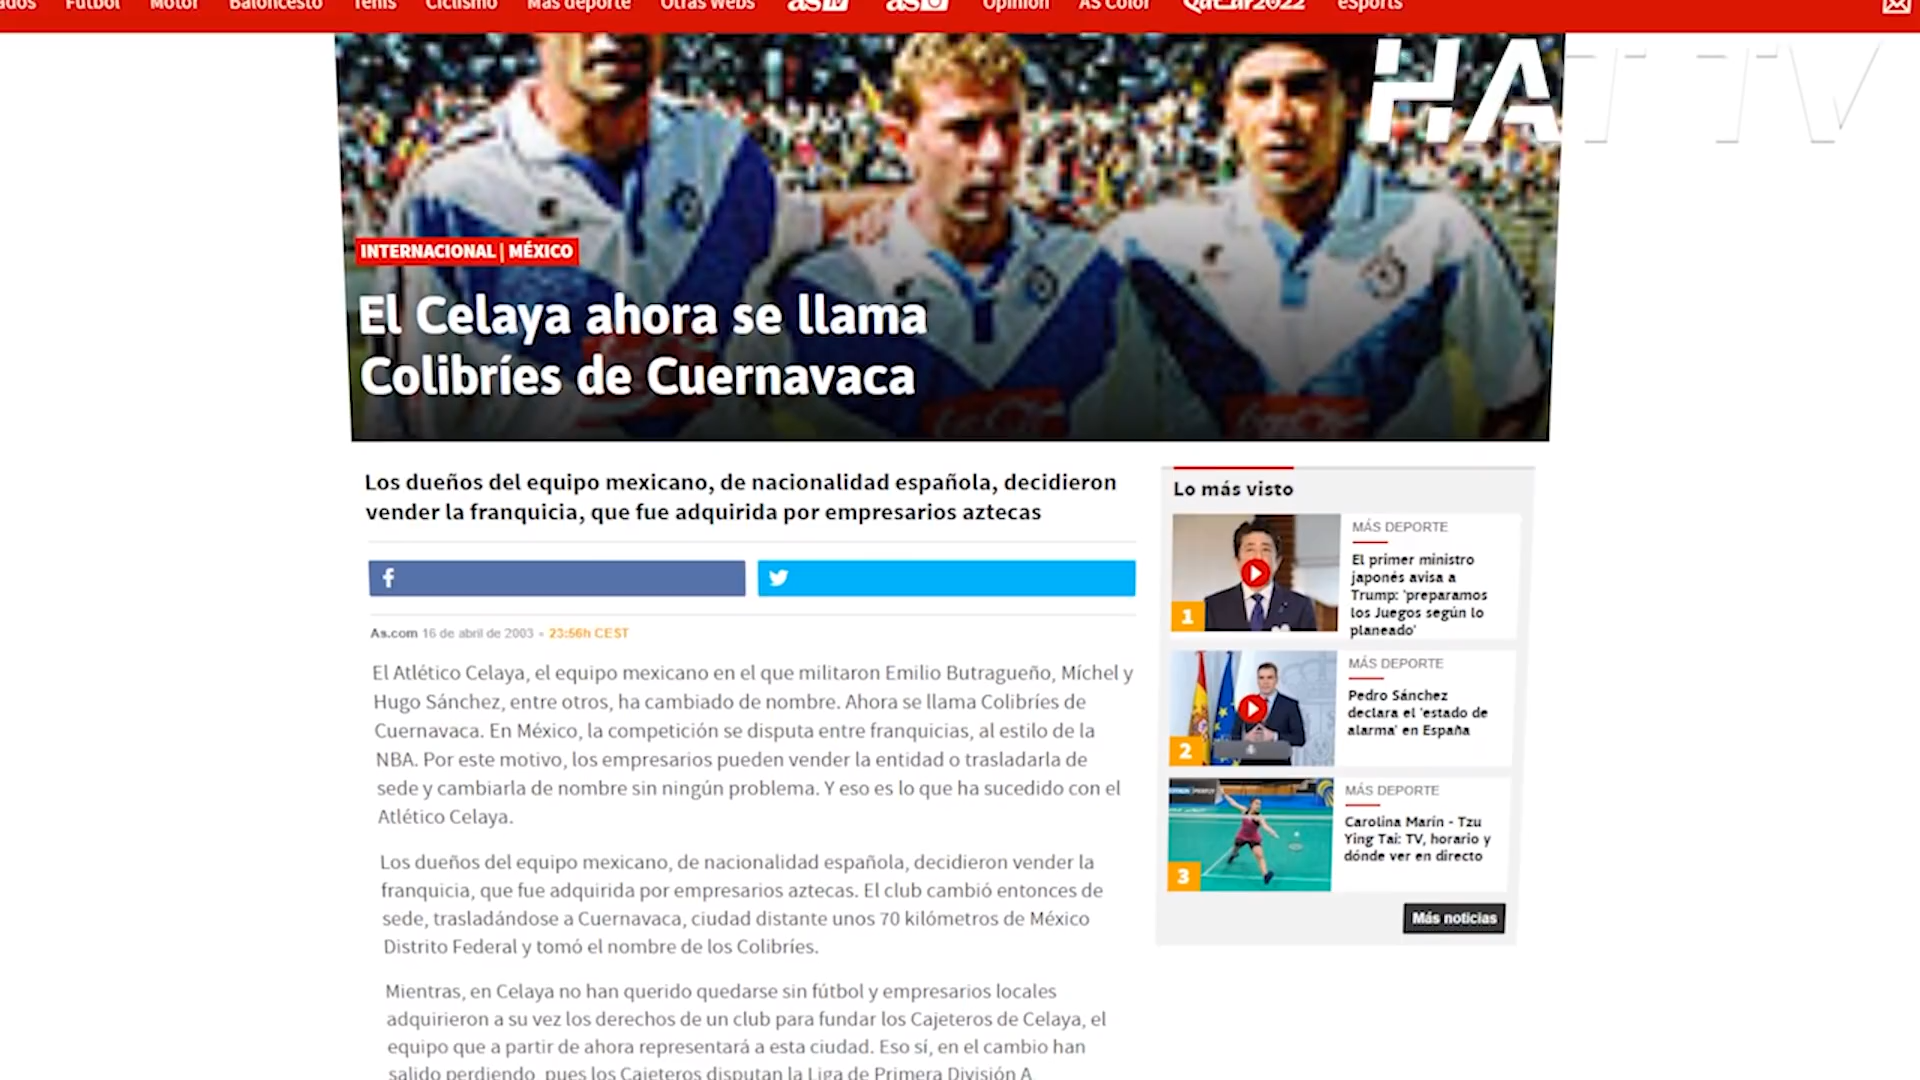 Fútbol Motor Baloncesto Tenis Ciclismo Más deporte Otras Webs as TV as Opinión AS Color Qatar2022 eSports
HAT TV
INTERNACIONAL | MÉXICO
El Celaya ahora se llama
Colibríes de Cuernavaca
Los dueños del equipo mexicano, de nacionalidad española, decidieron
vender la franquicia, que fue adquirida por empresarios aztecas
As.com 16 de abril de 2003 • 23:56h CEST
El Atlético Celaya, el equipo mexicano en el que militaron Emilio Butragueño, Míchel y
Hugo Sánchez, entre otros, ha cambiado de nombre. Ahora se llama Colibríes de
Cuernavaca. En México, la competición se disputa entre franquicias, al estilo de la
NBA. Por este motivo, los empresarios pueden vender la entidad o trasladarla de
sede y cambiarla de nombre sin ningún problema. Y eso es lo que ha sucedido con el
Atlético Celaya.
Los dueños del equipo mexicano, de nacionalidad española, decidieron vender la
franquicia, que fue adquirida por empresarios aztecas. El club cambió entonces de
sede, trasladándose a Cuernavaca, ciudad distante unos 70 kilómetros de México
Distrito Federal y tomó el nombre de los Colibríes.
Mientras, en Celaya no han querido quedarse sin fútbol y empresarios locales
adquirieron a su vez los derechos de un club para fundar los Cajeteros de Celaya, el
equipo que a partir de ahora representará a esta ciudad. Eso sí, en el cambio han
salido perdiendo, pues los Cajeteros disputan la Liga de Primera División A.
Lo más visto
1
MÁS DEPORTE
El primer ministro
japonés avisa a
Trump: 'preparamos
los Juegos según lo
planeado'
2
MÁS DEPORTE
Pedro Sánchez
declara el 'estado de
alarma' en España
3
MÁS DEPORTE
Carolina Marín - Tzu
Ying Tai: TV, horario y
dónde ver en directo
Más noticias